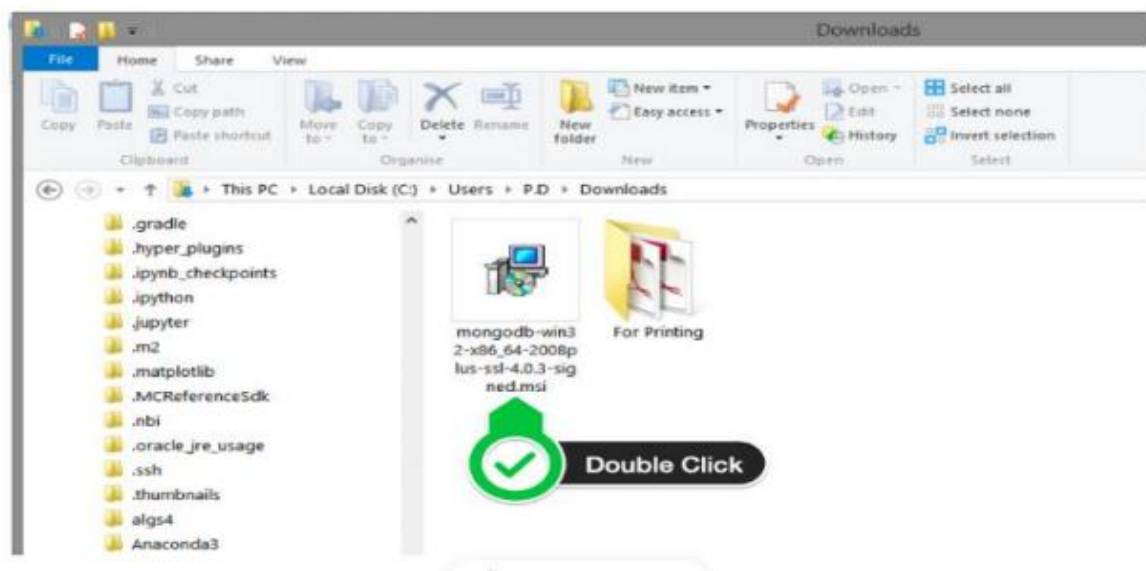 Downloads
File Home Share View
Copy
Paste
Cut
Copy path
Paste shortcut
Clipboard
Move to
Copy to
Delete
Rename
Organise
New folder
New item
Easy access
New
Properties
Open
Edit
History
Open
Select all
Select none
Invert selection
Select
This PC Local Disk (C:) Users P.D Downloads
.gradle
.hyper_plugins
.ipynb_checkpoints
.ipython
.jupyter
.m2
.matplotlib
.MCReferenceSdk
.nbi
.oracle_jre_usage
.ssh
.thumbnails
algs4
Anaconda3
mongodb-win3
2-x86_64-2008p
lus-ssl-4.0.3-sig
ned.msi
For Printing
Double Click